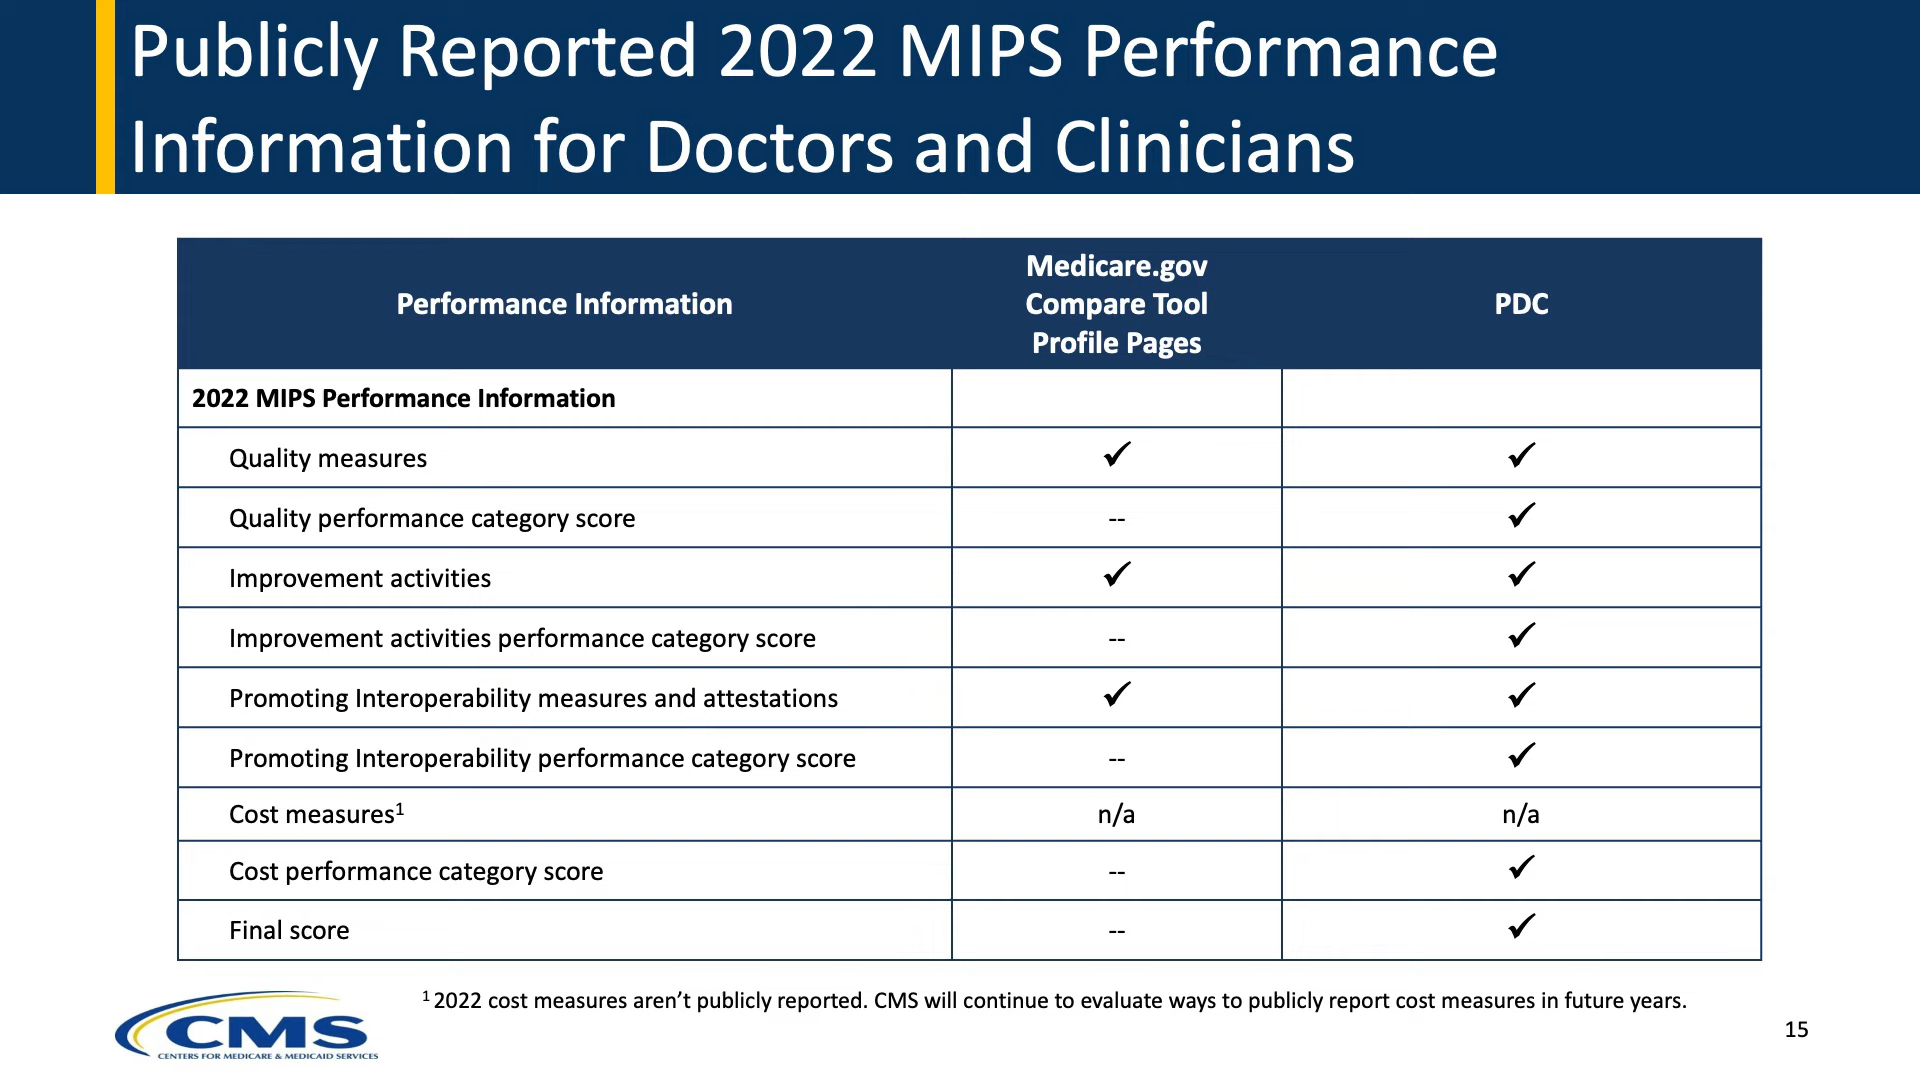 Publicly Reported 2022 MIPS Performance
Information for Doctors and Clinicians
Performance Information
Medicare.gov
Compare Tool
Profile Pages
PDC
2022 MIPS Performance Information
Quality measures ✓ ✓
Quality performance category score -- ✓
Improvement activities ✓ ✓
Improvement activities performance category score -- ✓
Promoting Interoperability measures and attestations ✓ ✓
Promoting Interoperability performance category score -- ✓
Cost measures¹ n/a n/a
Cost performance category score -- ✓
Final score -- ✓
¹ 2022 cost measures aren’t publicly reported. CMS will continue to evaluate ways to publicly report cost measures in future years.
CMS
CENTERS FOR MEDICARE & MEDICAID SERVICES
15